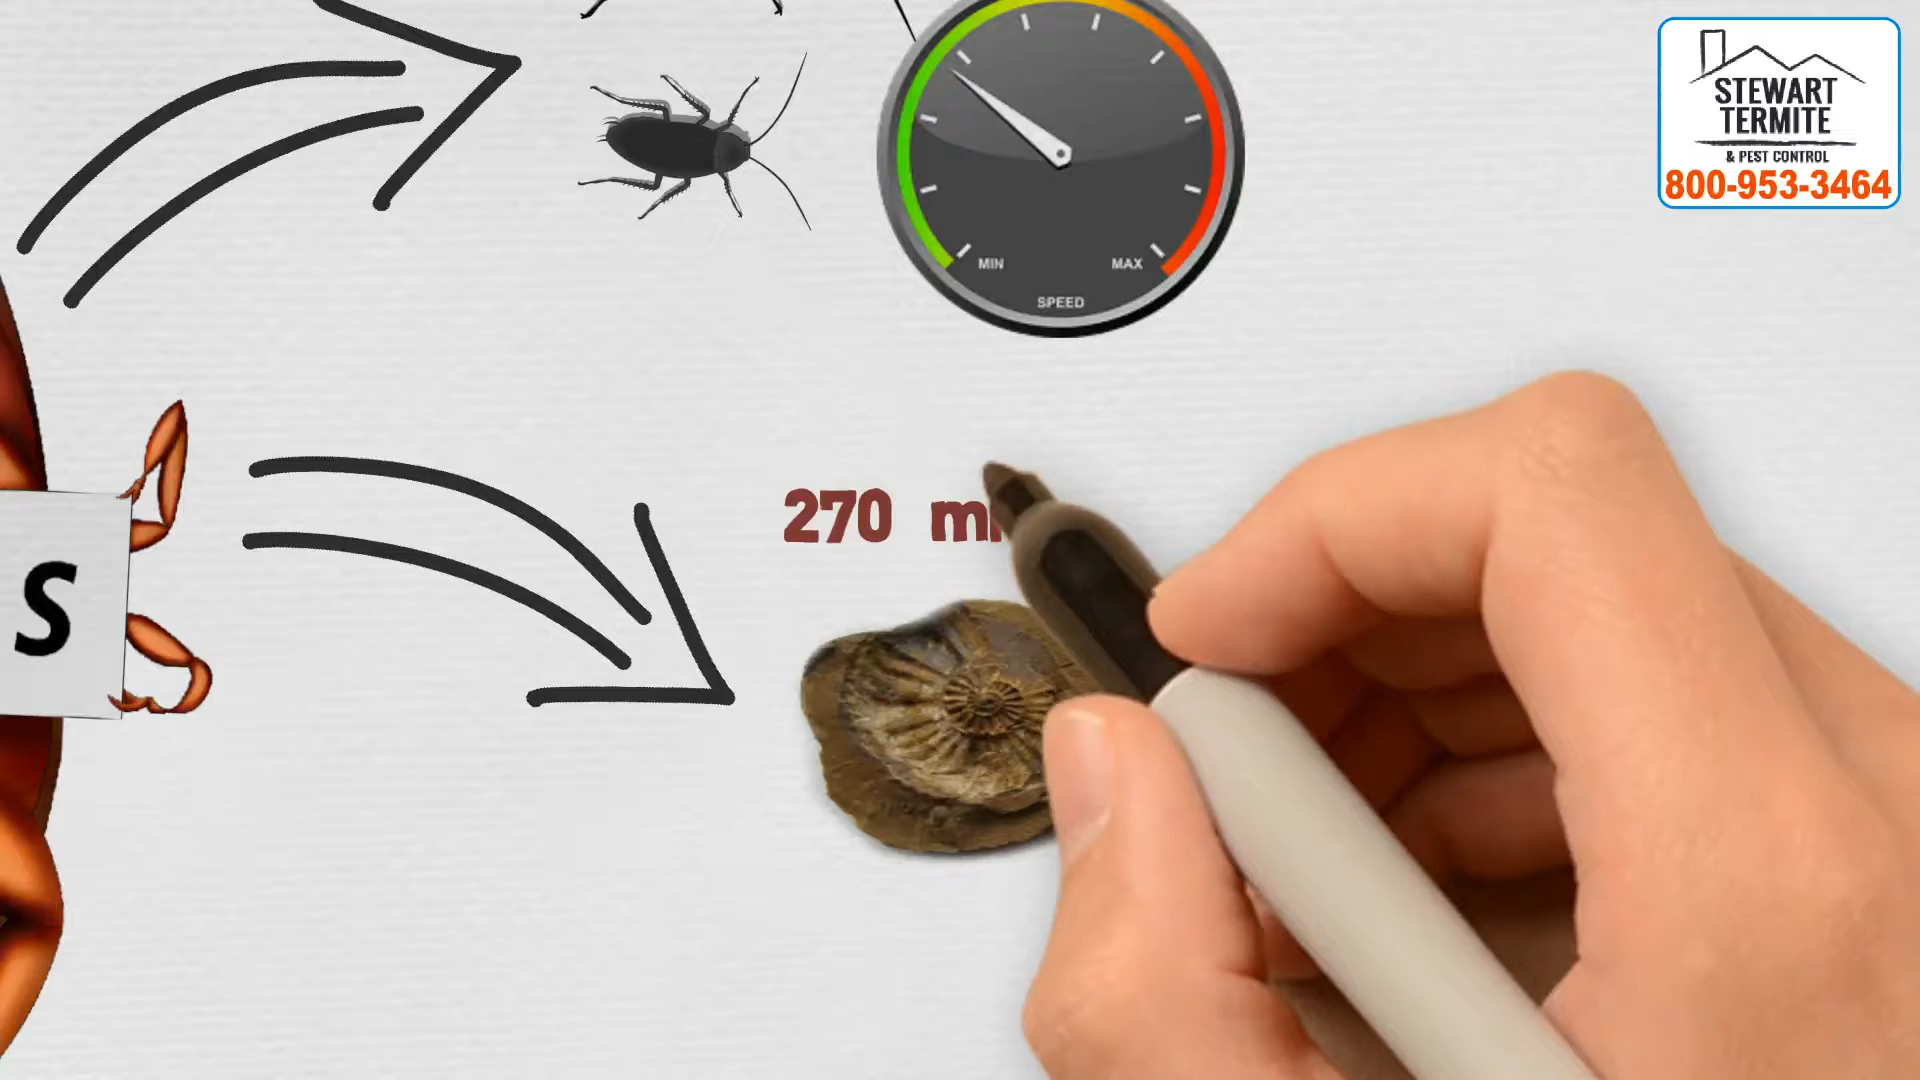 STEWART
TERMITE
& PEST CONTROL
800-953-3464
MIN MAX
SPEED
270
S